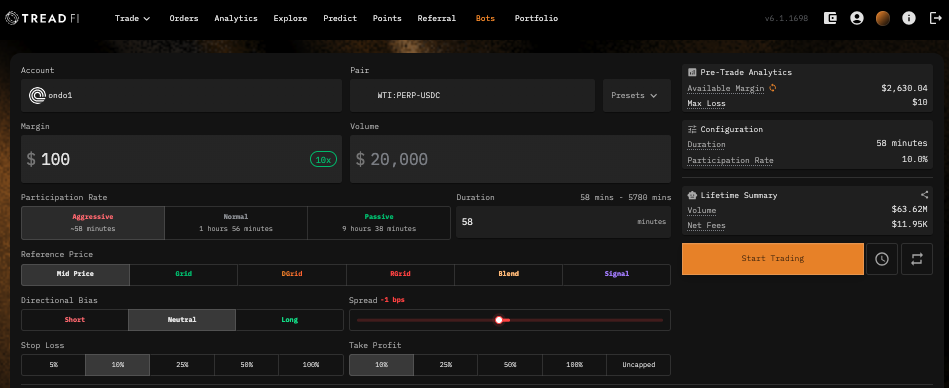 TREAD FI
Trade Orders Analytics Explore Predict Points Referral Bots Portfolio
v6.1.1698
Account
ondo1
Pair
WTI:PERP-USDC
Presets
Margin
$ 100
10x
Volume
$ 20,000
Participation Rate
Aggressive
~58 minutes
Normal
1 hours 56 minutes
Passive
9 hours 38 minutes
Duration
58 mins - 5780 mins
58
minutes
Reference Price
Mid Price Grid DGrid RGrid Blend Signal
Directional Bias
Short Neutral Long
Spread -1 bps
Stop Loss
5% 10% 25% 50% 100%
Take Profit
10% 25% 50% 100% Uncapped
Pre-Trade Analytics
Available Margin $2,630.04
Max Loss $10
Configuration
Duration 58 minutes
Participation Rate 10.0%
Lifetime Summary
Volume $63.62M
Net Fees $11.95K
Start Trading